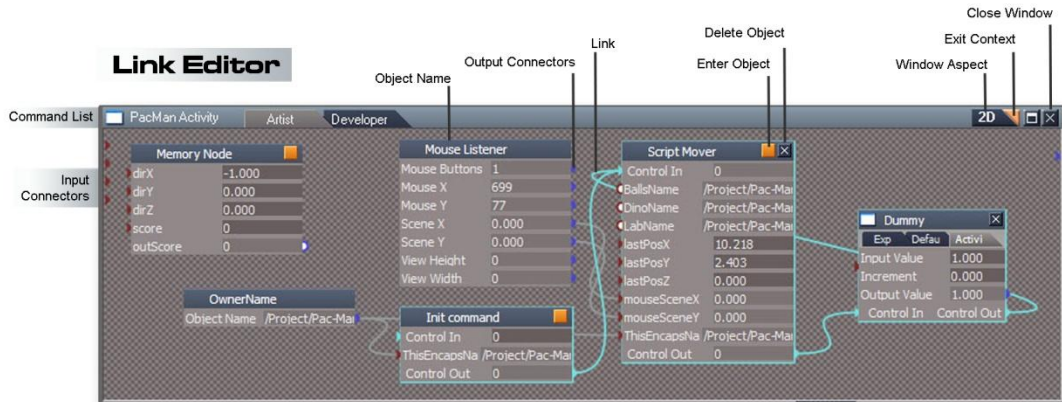 Close Window
Delete Object
Exit Context
Link
Output Connectors
Enter Object
Window Aspect
Link Editor
Object Name
Command List
PacMan Activity
Artist
Developer
2D
Input
Connectors
Memory Node
dirX -1.000
dirY 0.000
dirZ 0.000
score 0
outScore 0
Mouse Listener
Mouse Buttons 1
Mouse X 699
Mouse Y 77
Scene X 0.000
Scene Y 0.000
View Height 0
View Width 0
Script Mover
Control In 0
BallsName /Project/Pac-Mar
DinoName /Project/Pac-Mar
LabName /Project/Pac-Mar
lastPosX 10.218
lastPosY 2.403
lastPosZ 0.000
mouseSceneX 0.000
mouseSceneY 0.000
ThisEncapsNa /Project/Pac-Mar
Control Out 0
Dummy
Exp Defau Activi
Input Value 1.000
Increment 0.000
Output Value 1.000
Control In Control Out
OwnerName
Object Name /Project/Pac-Mar
Init command
Control In 0
ThisEncapsNa /Project/Pac-Mar
Control Out 0